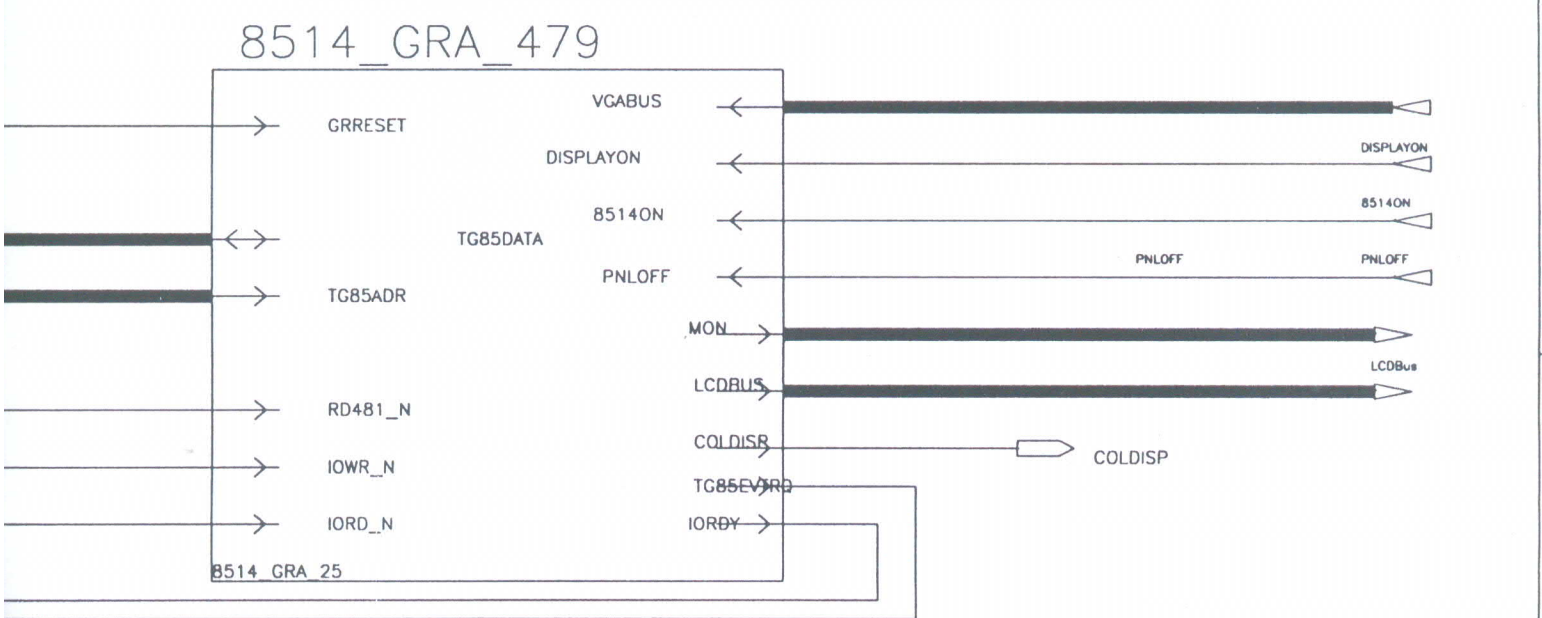 8514_GRA_479
VGABUS
GRRESET
DISPLAYON
DISPLAYON
8514ON
8514ON
TG85DATA
PNLOFF
PNLOFF
PNLOFF
TG85ADR
MON
LCDBUS
LCDBus
RD481_N
COLDISP
COLDISP
IOWR_N
TG85EVTRQ
IORD_N
IORDY
8514_GRA_25